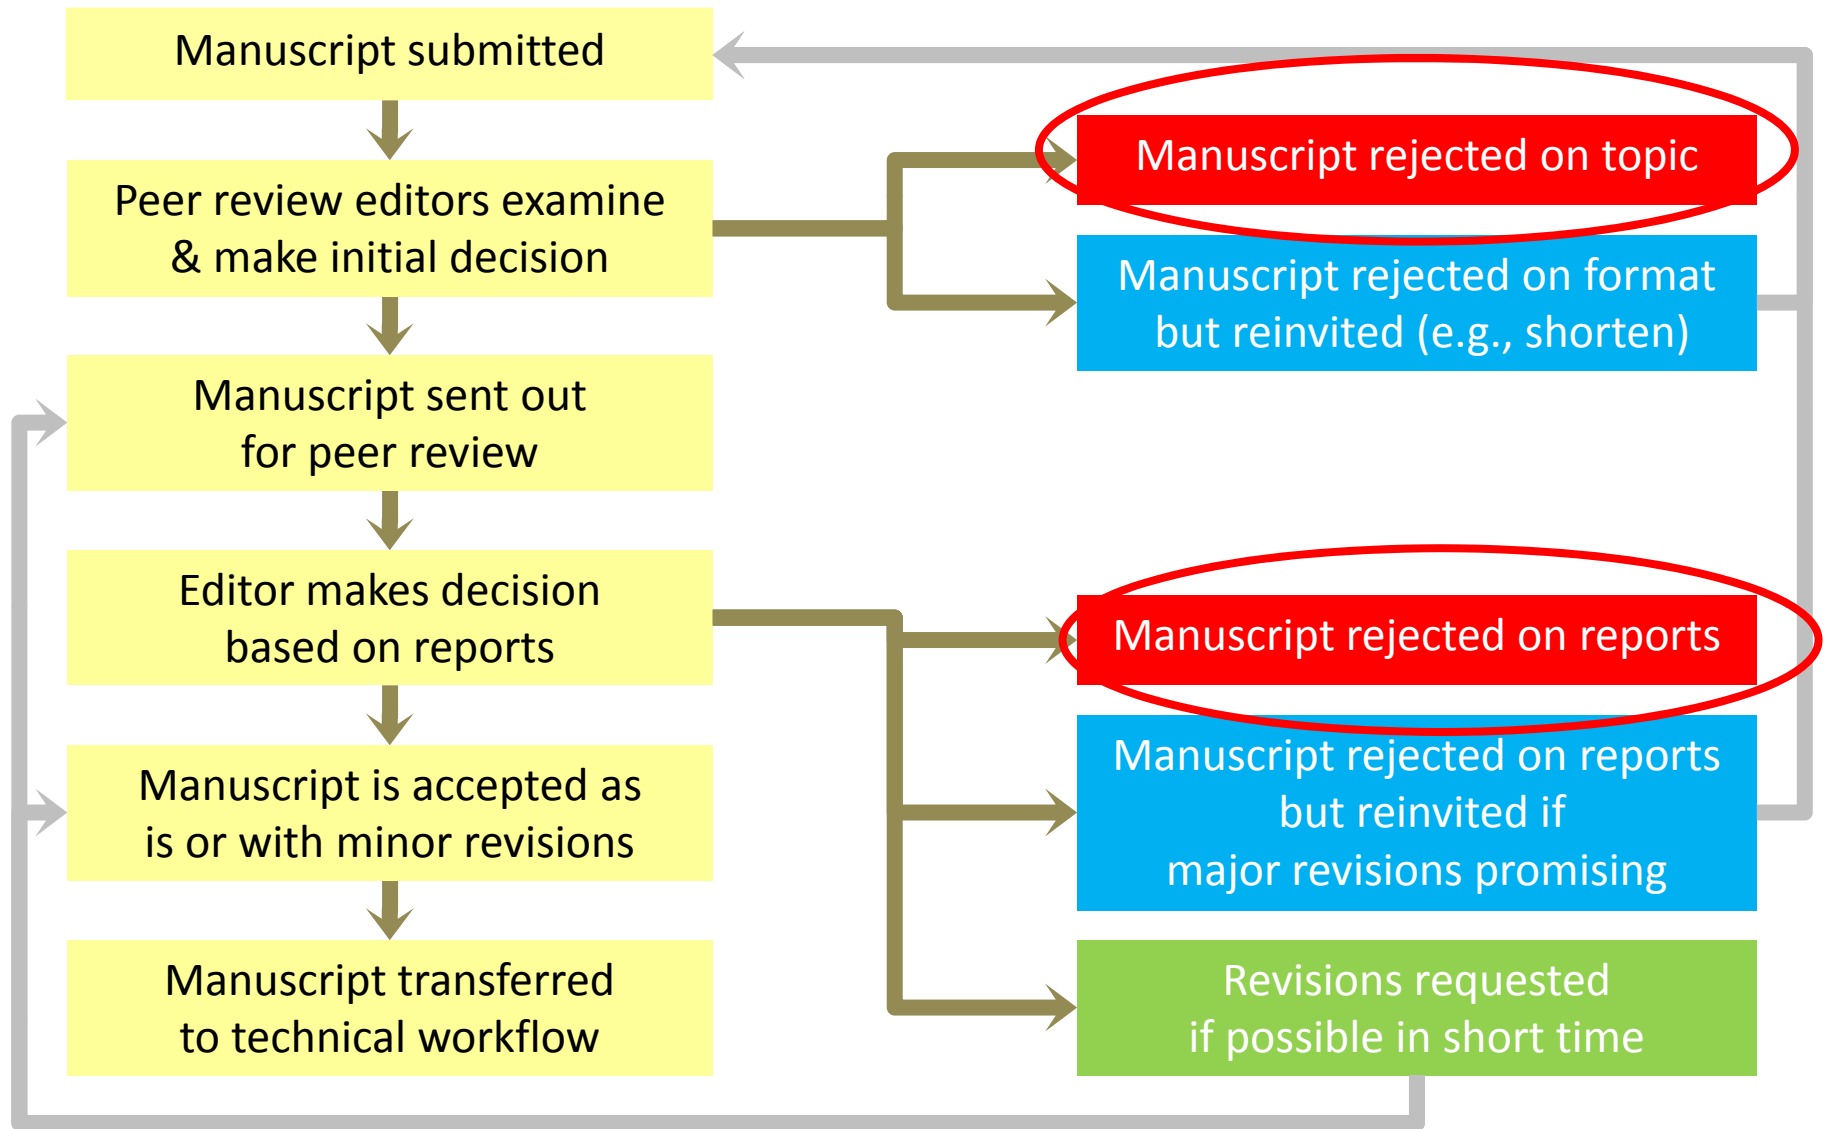 Manuscript submitted
Peer review editors examine
& make initial decision
Manuscript sent out
for peer review
Editor makes decision
based on reports
Manuscript is accepted as
is or with minor revisions
Manuscript transferred
to technical workflow
Manuscript rejected on topic
Manuscript rejected on format
but reinvited (e.g., shorten)
Manuscript rejected on reports
Manuscript rejected on reports
but reinvited if
major revisions promising
Revisions requested
if possible in short time